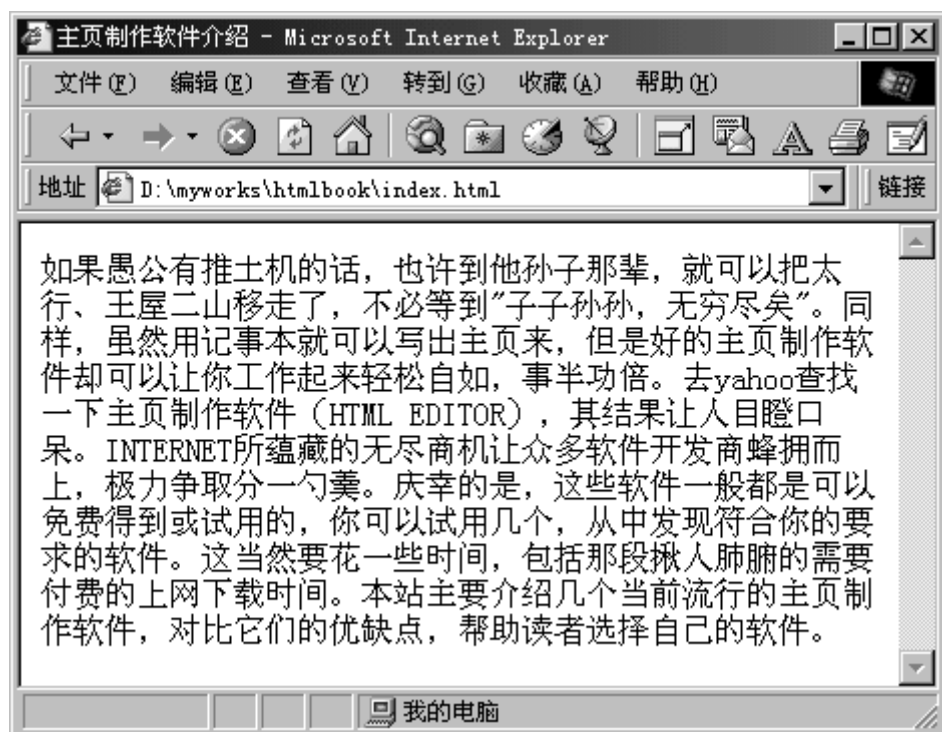 主页制作软件介绍 - Microsoft Internet Explorer
文件(F) 编辑(E) 查看(V) 转到(G) 收藏(A) 帮助(H)
地址 D:\myworks\htmlbook\index.html 链接
如果愚公有推土机的话，也许到他孙子那辈，就可以把太
行、王屋二山移走了，不必等到"子子孙孙，无穷尽矣"。同
样，虽然用记事本就可以写出主页来，但是好的主页制作软
件却可以让你工作起来轻松自如，事半功倍。去yahoo查找
一下主页制作软件（HTML EDITOR），其结果让人目瞪口
呆。INTERNET所蕴藏的无尽商机让众多软件开发商蜂拥而
上，极力争取分一勺羹。庆幸的是，这些软件一般都是可以
免费得到或试用的，你可以试用几个，从中发现符合你的要
求的软件。这当然要花一些时间，包括那段揪人肺腑的需要
付费的上网下载时间。本站主要介绍几个当前流行的主页制
作软件，对比它们的优缺点，帮助读者选择自己的软件。
我的电脑